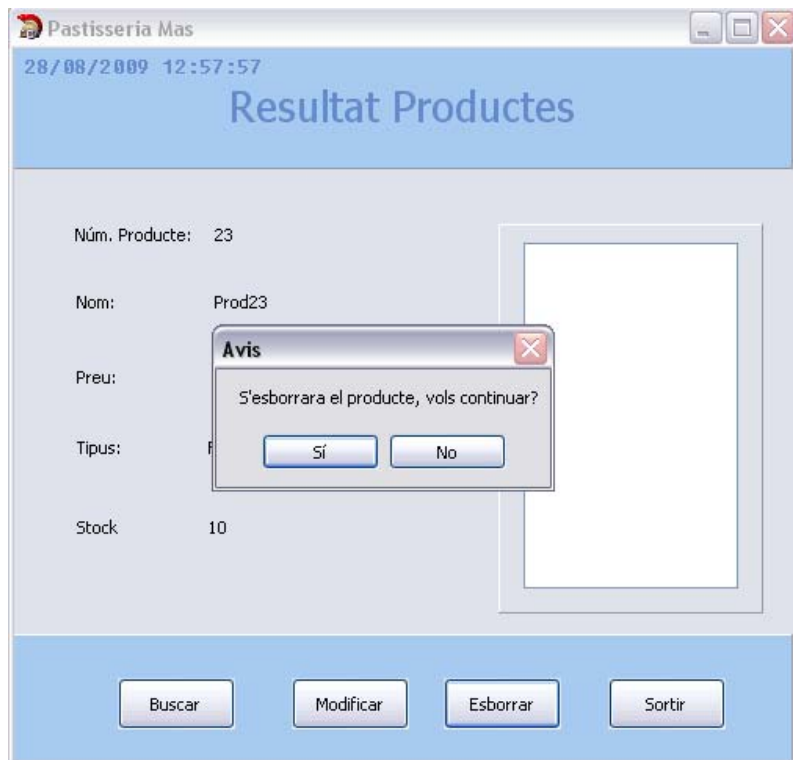 Pastisseria Mas
28/08/2009 12:57:57
Resultat Productes
Núm. Producte: 23
Nom: Prod23
Avis
Preu:
S'esborrara el producte, vols continuar?
Tipus:
Sí No
Stock 10
Buscar Modificar Esborrar Sortir